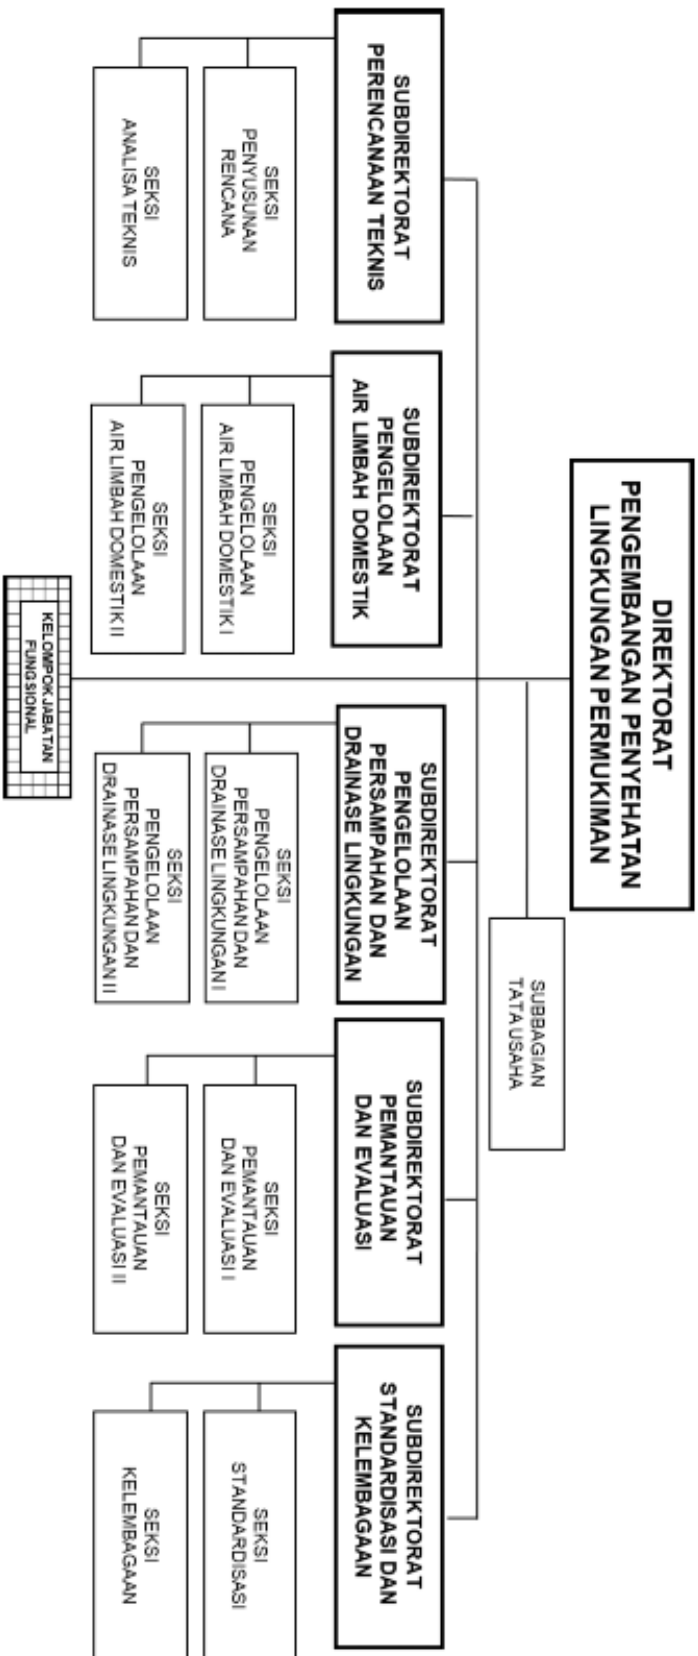 DIREKTORAT
PENGEMBANGAN PENYEHATAN
LINGKUNGAN PERMUKIMAN
SUBBAGIAN
TATA USAHA
SUBDIREKTORAT
PERENCANAAN TEKNIS
SEKSI
PENYUSUNAN
RENCANA
SEKSI
ANALISA TEKNIS
SUBDIREKTORAT
PENGELOLAAN
AIR LIMBAH DOMESTIK
SEKSI
PENGELOLAAN
AIR LIMBAH DOMESTIK I
SEKSI
PENGELOLAAN
AIR LIMBAH DOMESTIK II
SUBDIREKTORAT
PENGELOLAAN
PERSAMPAHAN DAN
DRAINASE LINGKUNGAN
SEKSI
PENGELOLAAN
PERSAMPAHAN DAN
DRAINASE LINGKUNGAN I
SEKSI
PENGELOLAAN
PERSAMPAHAN DAN
DRAINASE LINGKUNGAN II
SUBDIREKTORAT
PEMANTAUAN
DAN EVALUASI
SEKSI
PEMANTAUAN
DAN EVALUASI I
SEKSI
PEMANTAUAN
DAN EVALUASI II
SUBDIREKTORAT
STANDARDISASI DAN
KELEMBAGAAN
SEKSI
STANDARDISASI
SEKSI
KELEMBAGAAN
KELOMPOK JABATAN
FUNGSIONAL